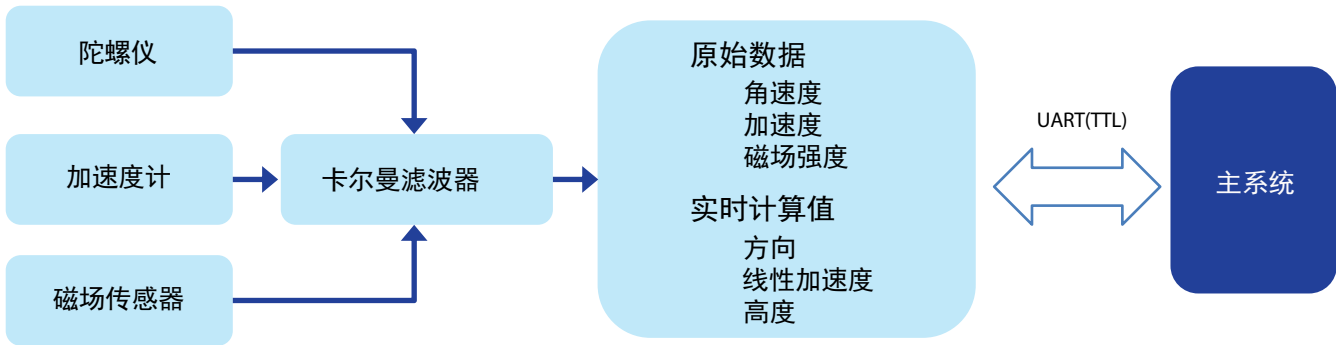 陀螺仪
加速度计
磁场传感器
卡尔曼滤波器
原始数据
角速度
加速度
磁场强度
实时计算值
方向
线性加速度
高度
UART(TTL)
主系统